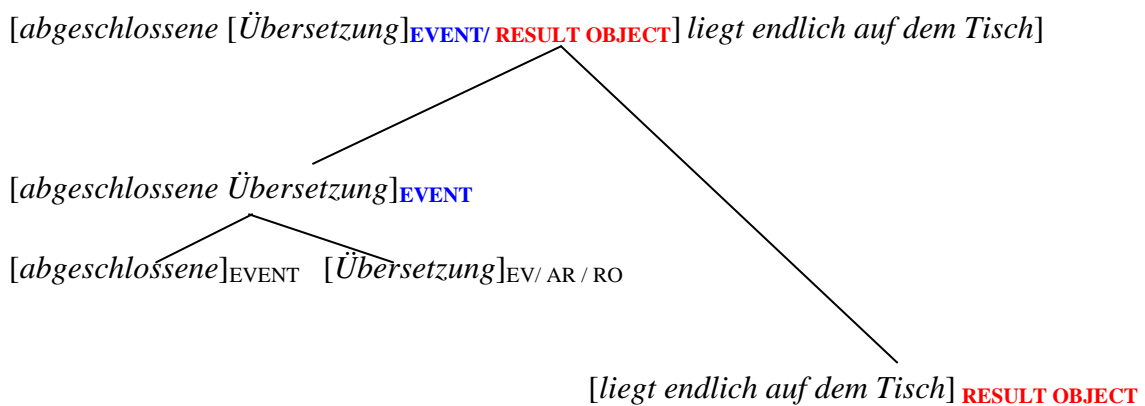 [abgeschlossene [Übersetzung]EVENT/ RESULT OBJECT] liegt endlich auf dem Tisch]
[abgeschlossene Übersetzung]EVENT
[abgeschlossene]EVENT [Übersetzung]EV/ AR / RO
[liegt endlich auf dem Tisch] RESULT OBJECT